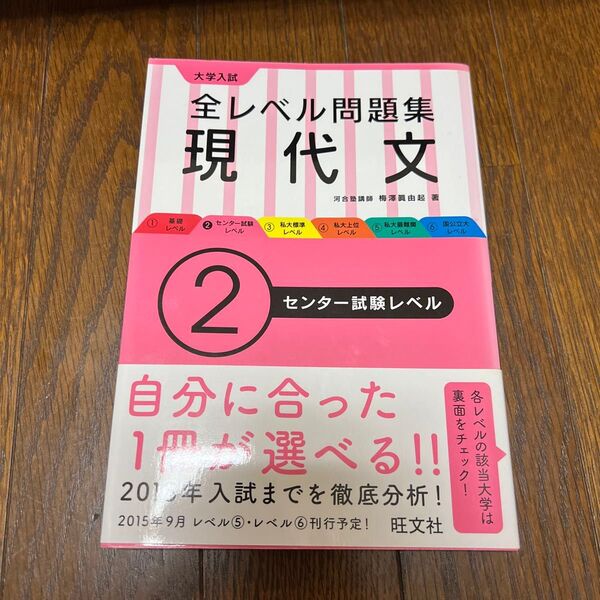 大学入試
全レベル問題集
現代文
河合塾講師 梅澤眞由起 著
① 基礎レベル
② センター試験レベル
③ 私大標準レベル
④ 私大上位レベル
⑤ 私大最難関レベル
⑥ 国公立大レベル
② センター試験レベル
自分に合った
1冊が選べる!!
各レベルの該当大学は
裏面をチェック!
年入試までを徹底分析!
2015年9月 レベル⑤・レベル⑥刊行予定!
旺文社